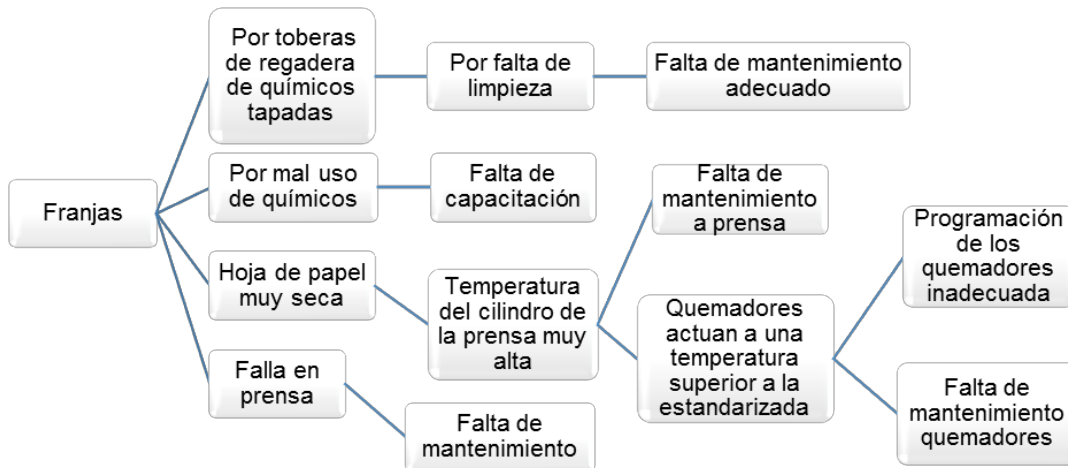 Franjas
Por toberas
de regadera
de químicos
tapadas
Por falta de
limpieza
Falta de mantenimiento
adecuado
Por mal uso
de químicos
Falta de
capacitación
Hoja de papel
muy seca
Temperatura
del cilindro de
la prensa muy
alta
Falta de
mantenimiento
a prensa
Quemadores
actuan a una
temperatura
superior a la
estandarizada
Programación
de los
quemadores
inadecuada
Falta de
mantenimiento
quemadores
Falla en
prensa
Falta de
mantenimiento